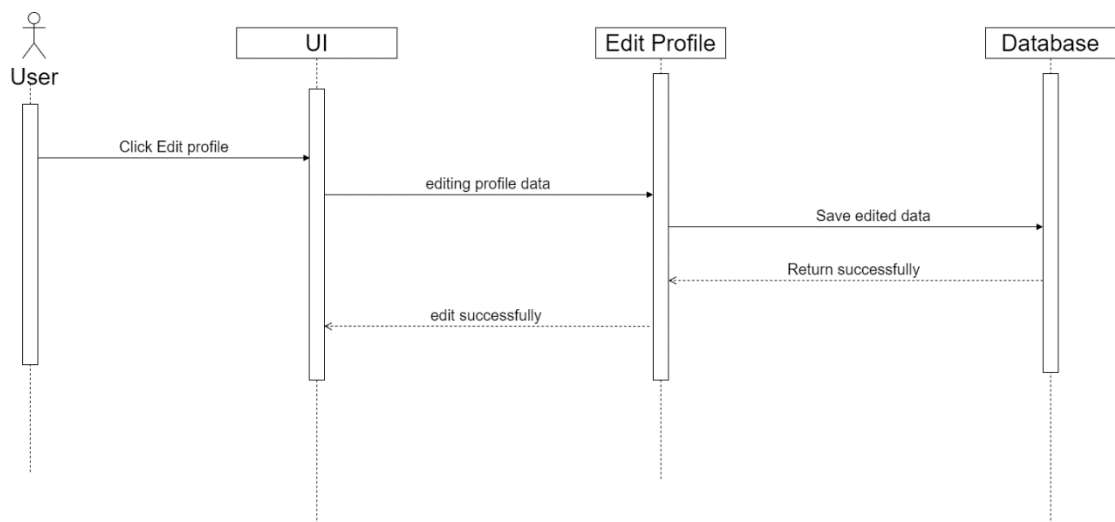 User
UI
Edit Profile
Database
Click Edit profile
editing profile data
Save edited data
Return successfully
edit successfully